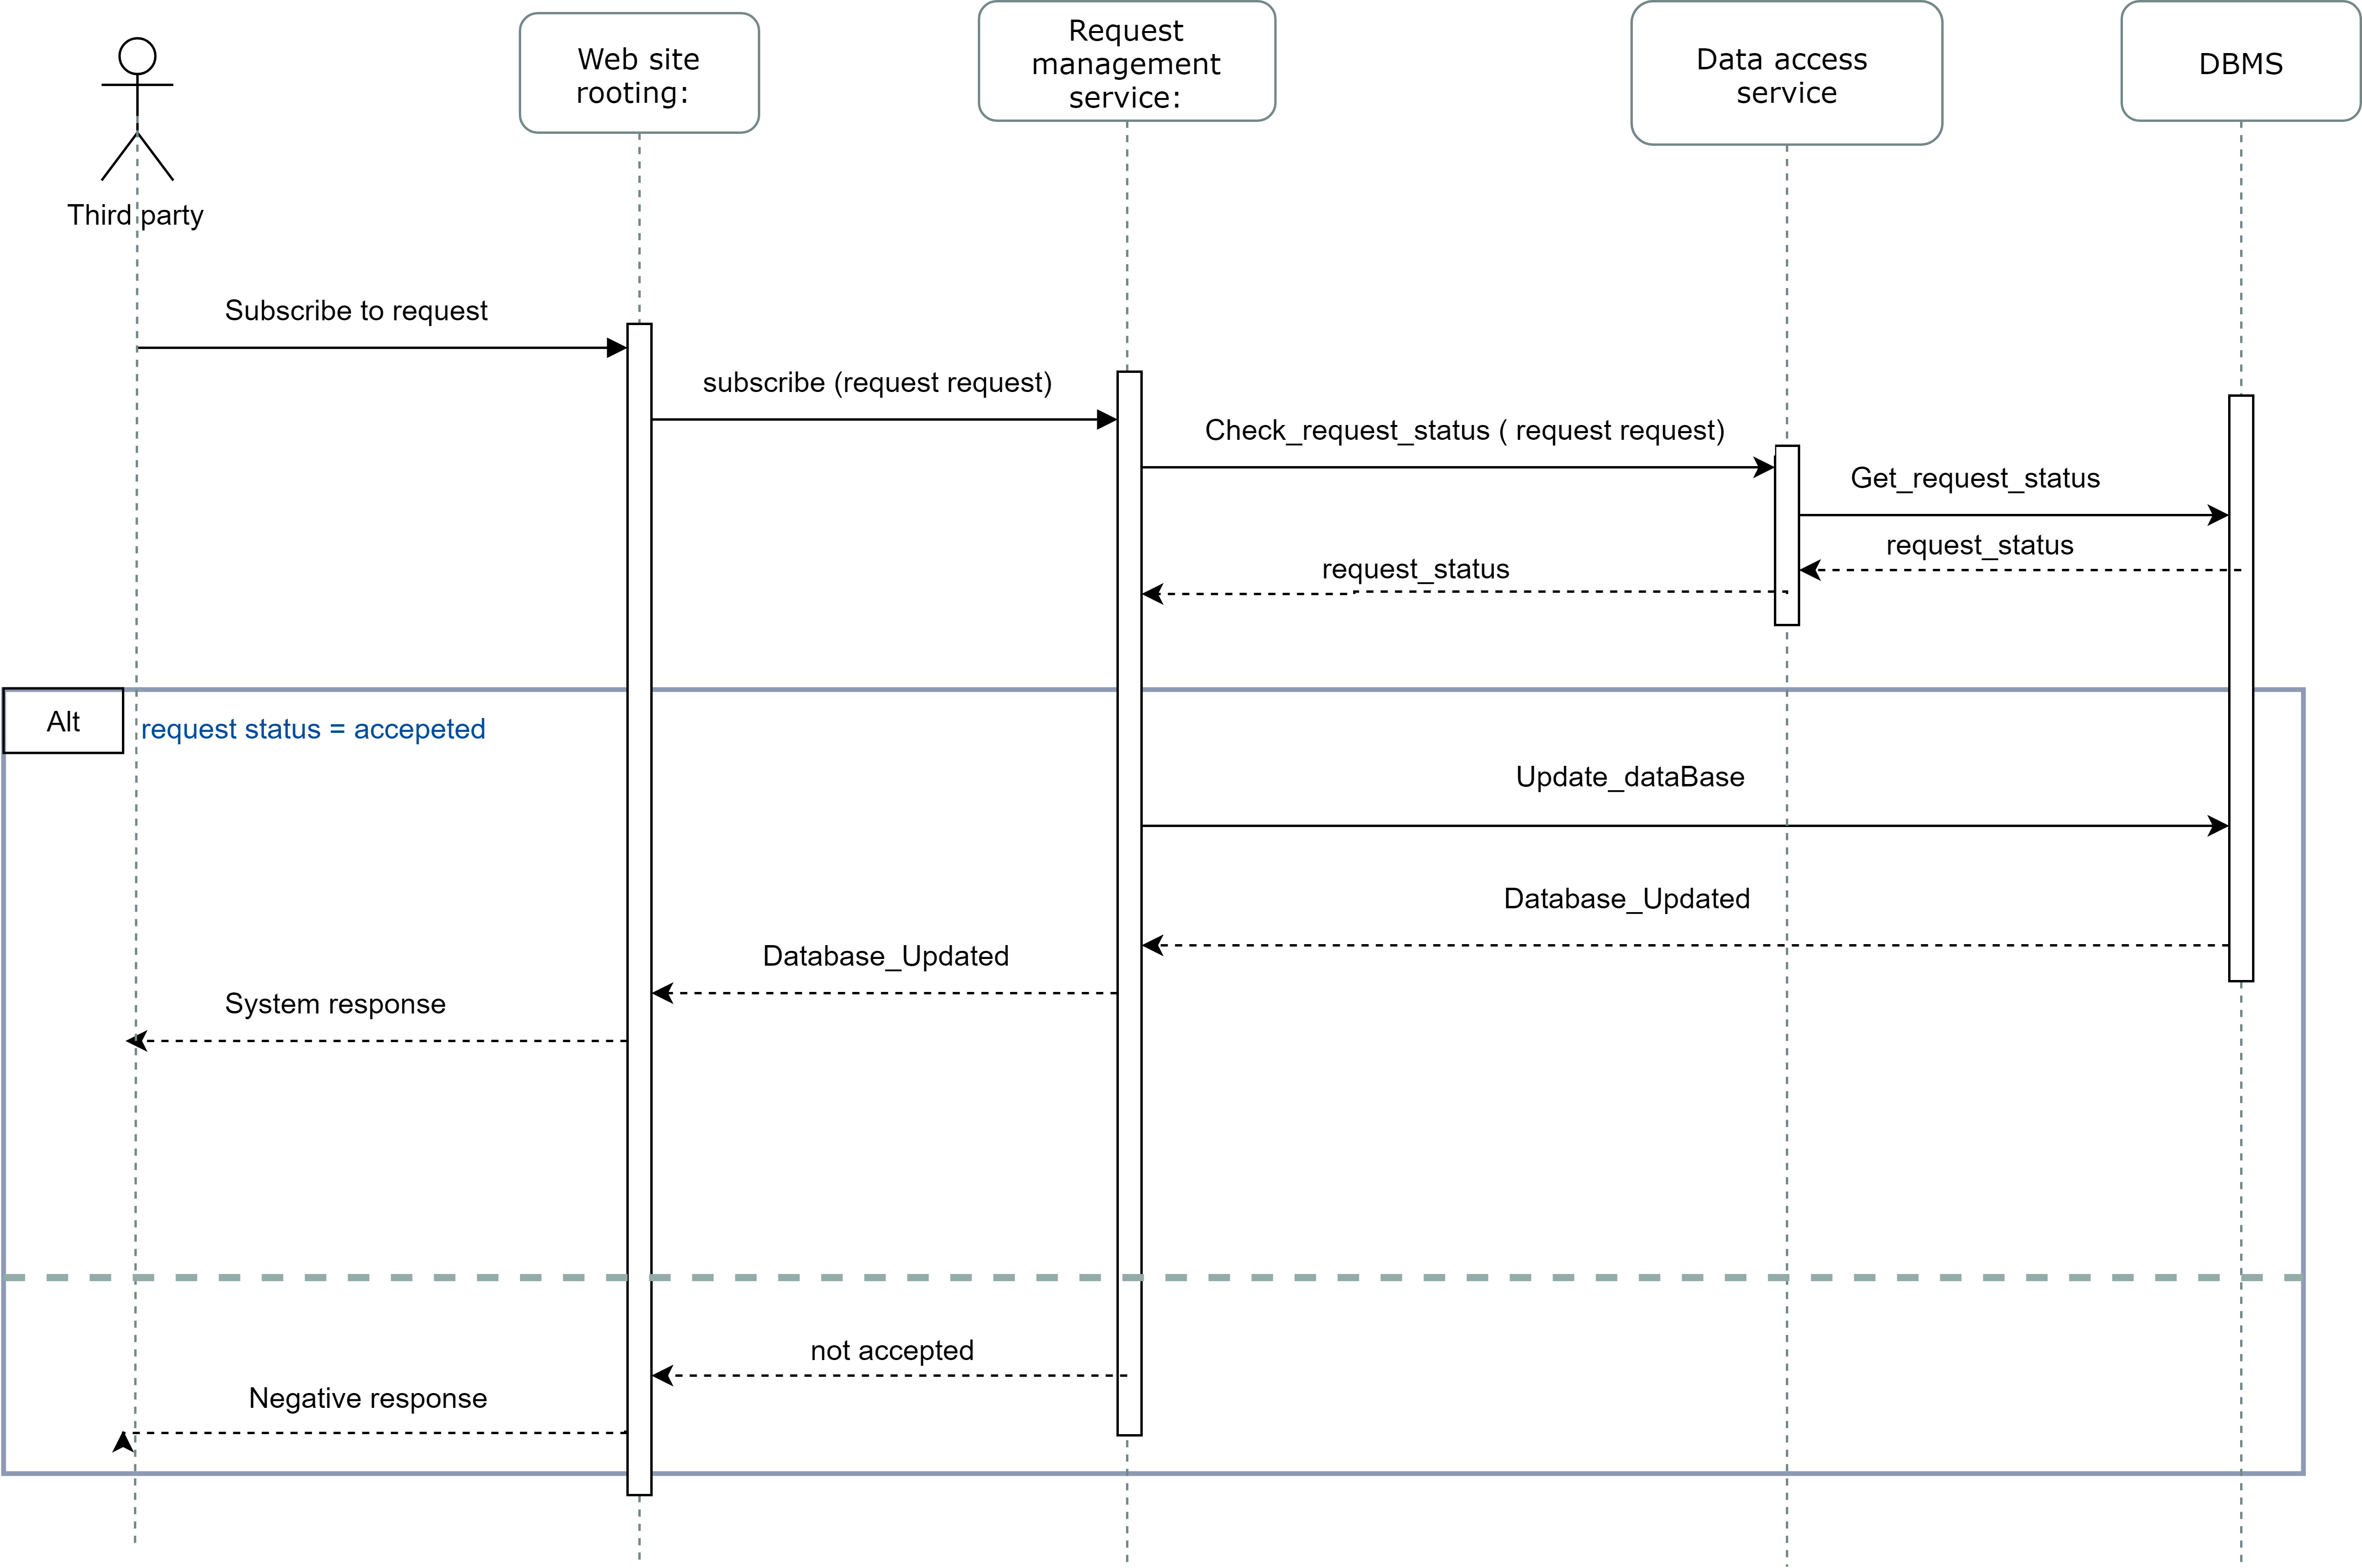 Web site
rooting:
Request
management
service:
Data access
service
DBMS
Third party
Subscribe to request
subscribe (request request)
Check_request_status ( request request)
Get_request_status
request_status
request_status
Alt
request status = accepeted
Update_dataBase
Database_Updated
Database_Updated
System response
not accepted
Negative response